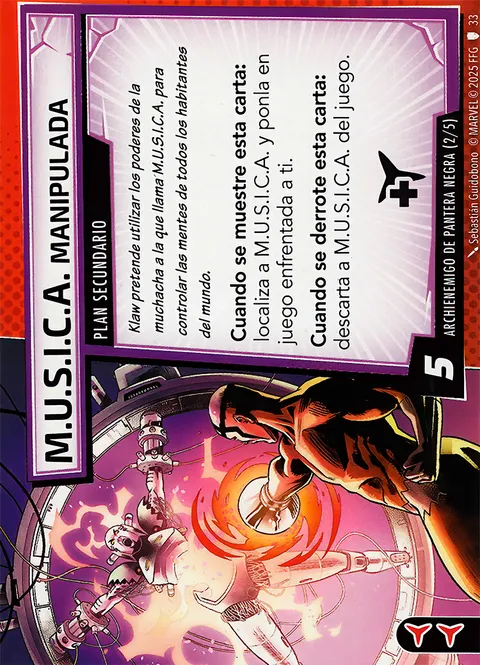 M.U.S.I.C.A. MANIPULADA
PLAN SECUNDARIO
Klaw pretende utilizar los poderes de la
muchacha a la que llama M.U.S.I.C.A. para
controlar las mentes de todos los habitantes
del mundo.
Cuando se muestre esta carta:
localiza a M.U.S.I.C.A. y ponla en
juego enfrentada a ti.
Cuando se derrote esta carta:
descarta a M.U.S.I.C.A. del juego.
5
ARCHIENEMIGO DE PANTERA NEGRA (2/5)
Sebastián Guidobono © MARVEL © 2025 FFG 33